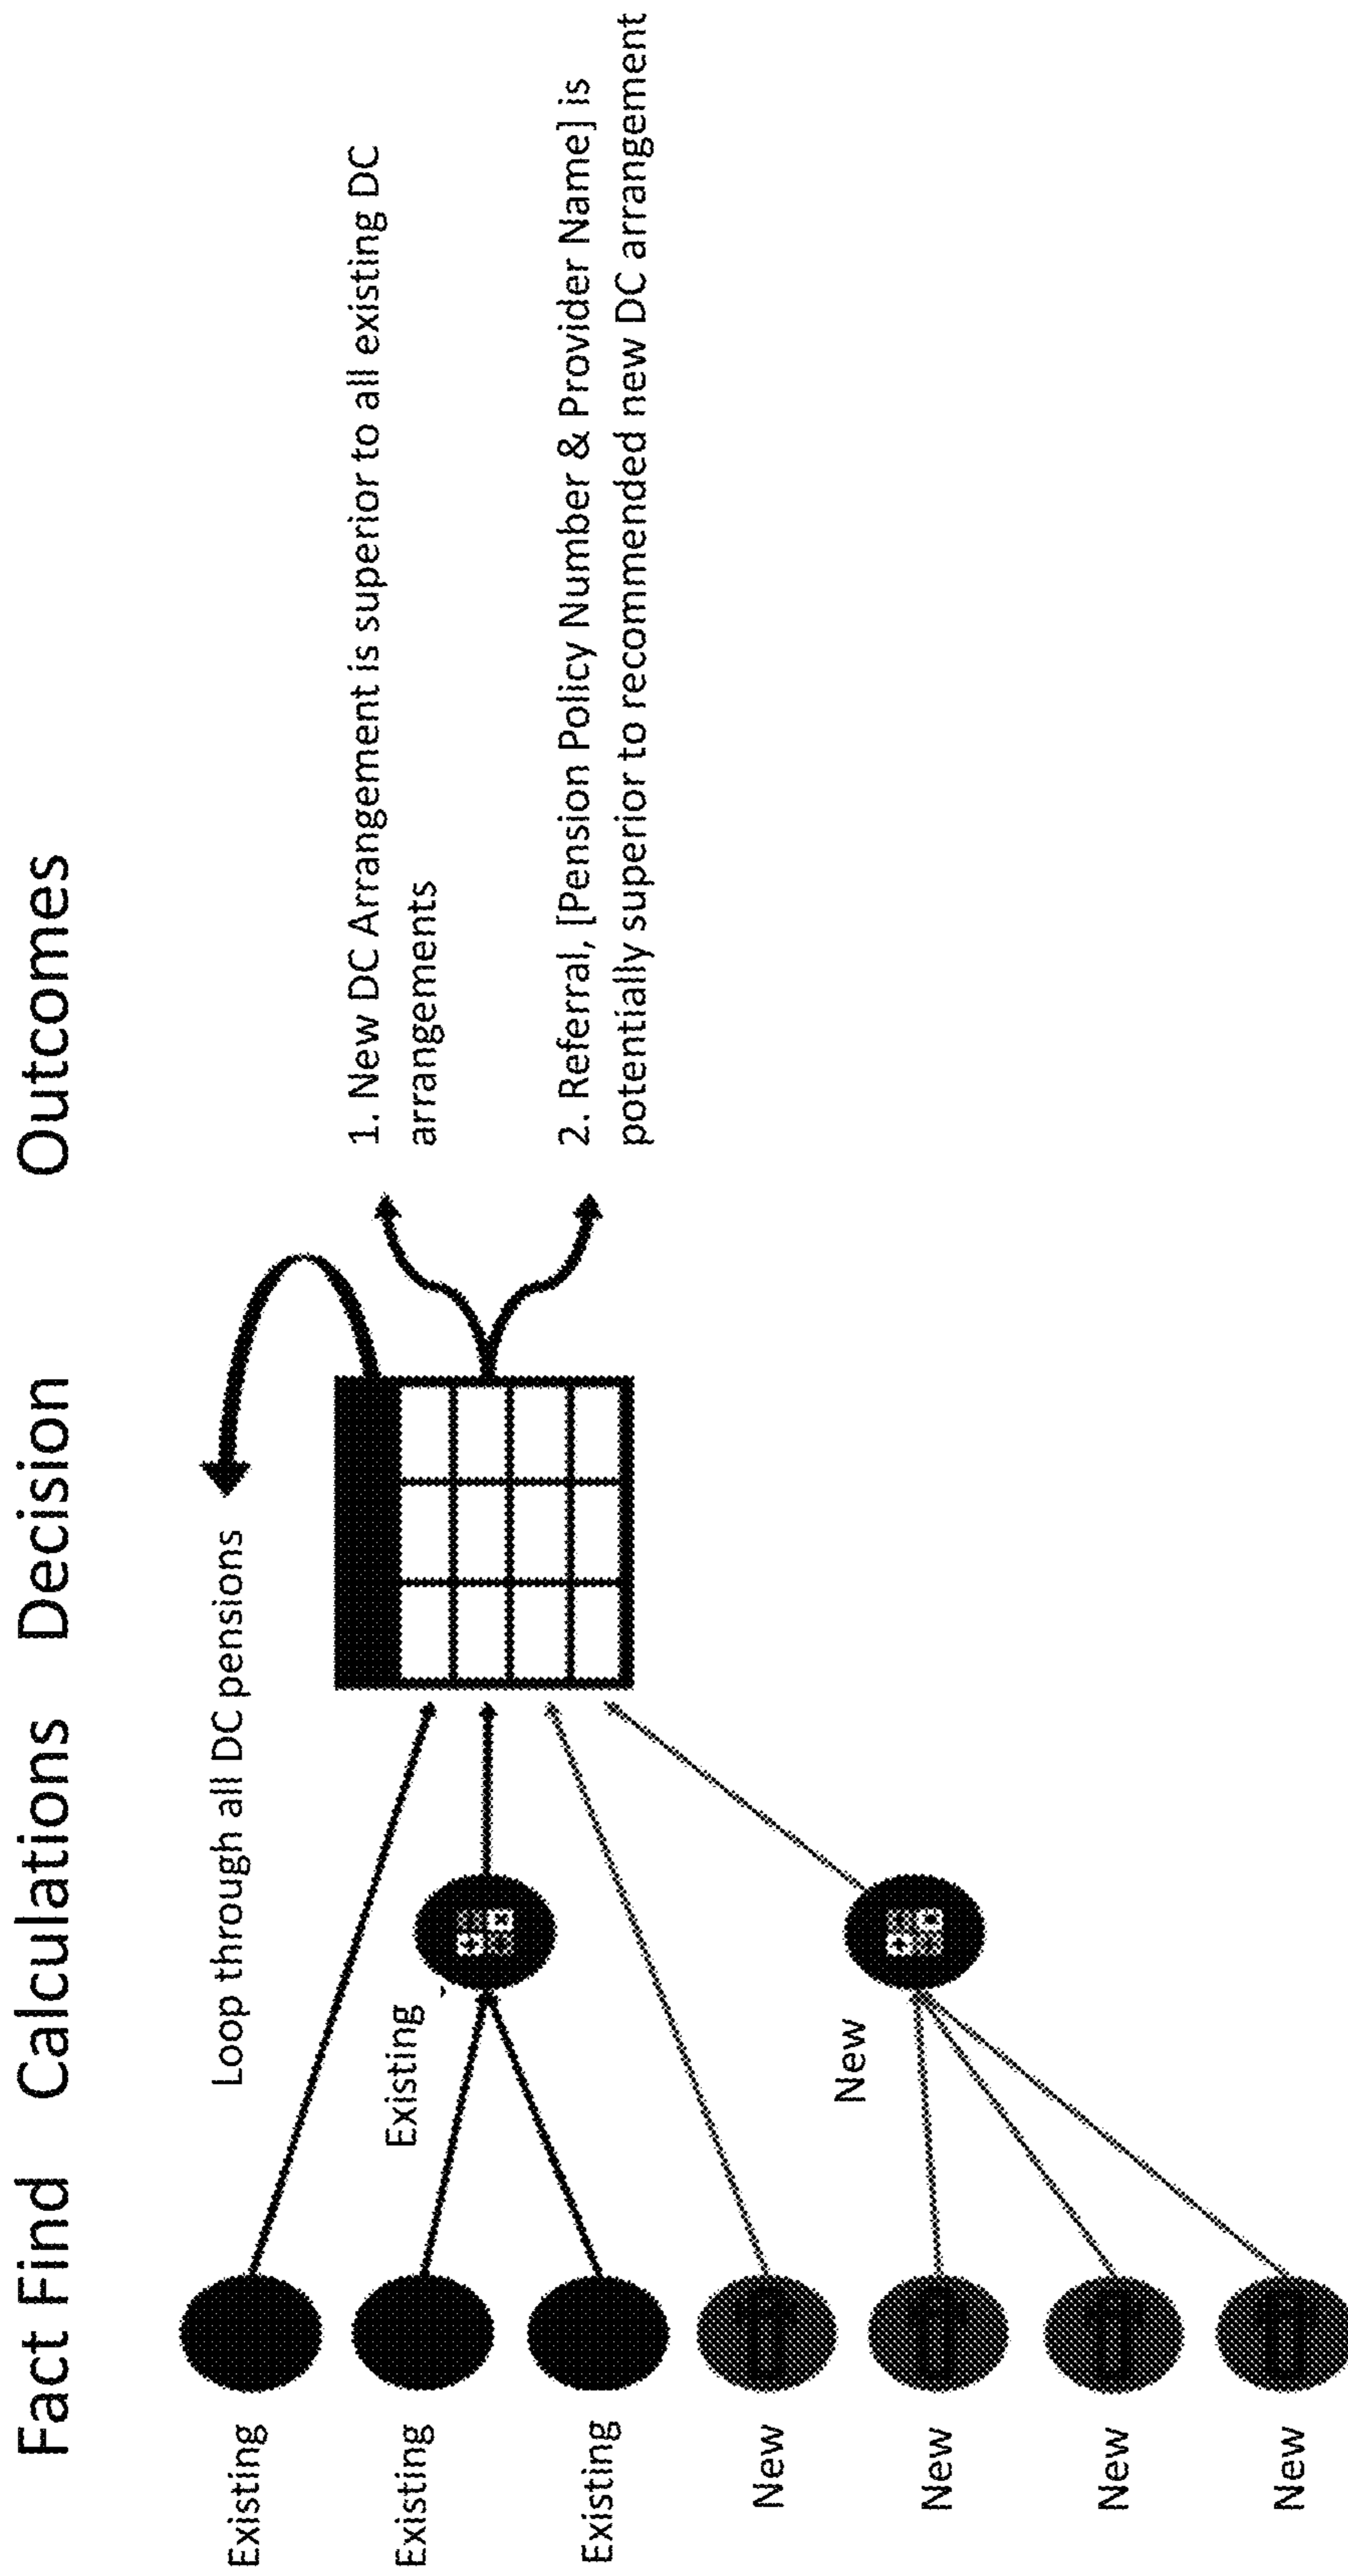 Fact Find
Calculations
Decision
Outcomes
Loop through all DC pensions
Existing
Existing
Existing
New
New
New
New
Existing
New
1. New DC Arrangement is superior to all existing DC
arrangements
2. Referral, [Pension Policy Number & Provider Name] is
potentially superior to recommended new DC arrangement